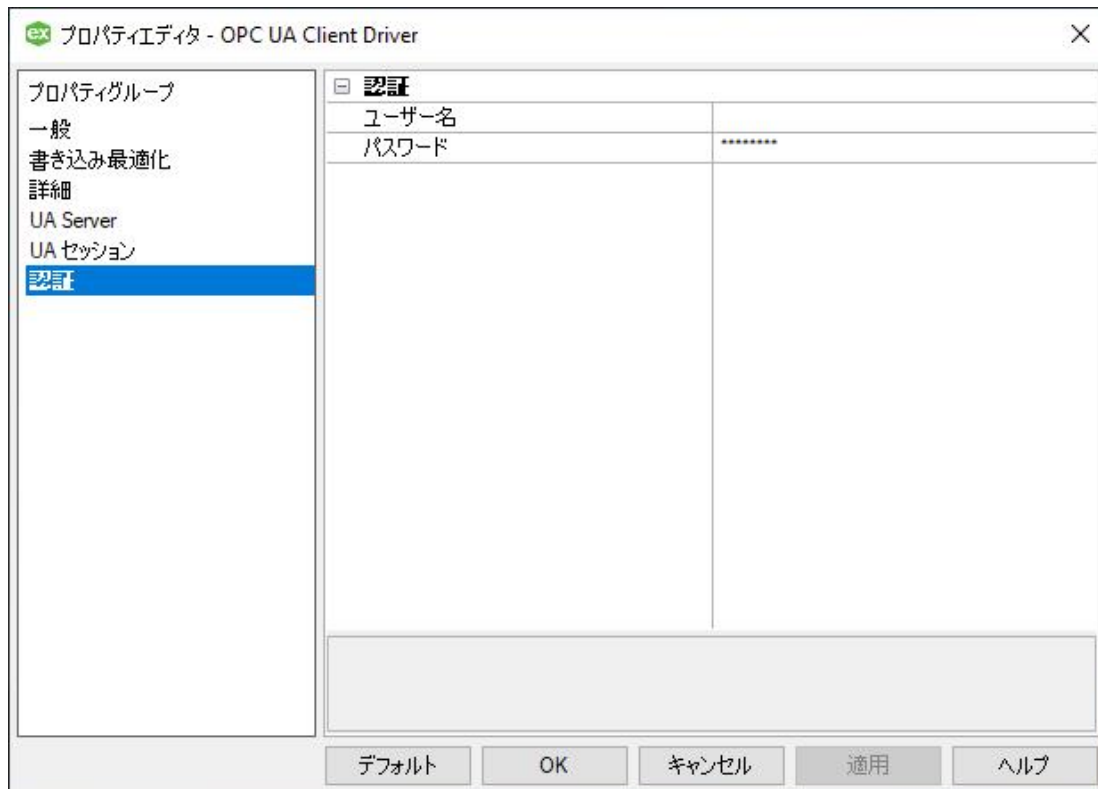 ex プロパティエディタ - OPC UA Client Driver
プロパティグループ
一般
書き込み最適化
詳細
UA Server
UA セッション
認証
認証
ユーザー名
パスワード ********
デフォルト OK キャンセル 適用 ヘルプ